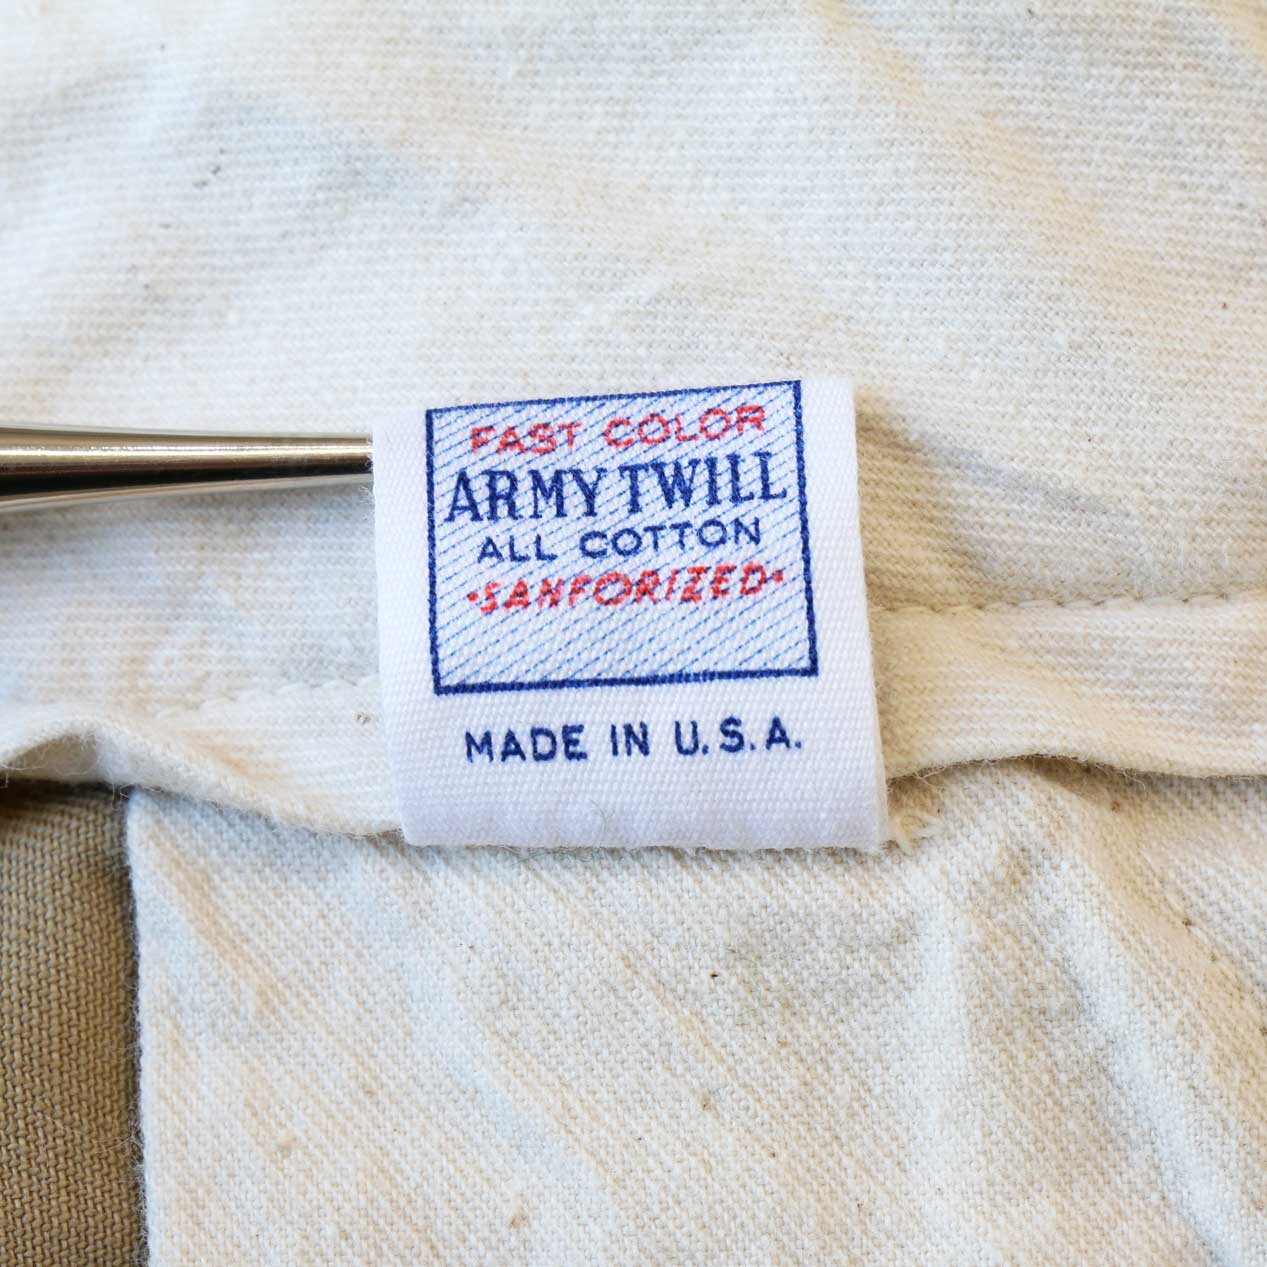 FAST COLOR
ARMY TWILL
ALL COTTON
·SANFORIZED·
MADE IN U.S.A.